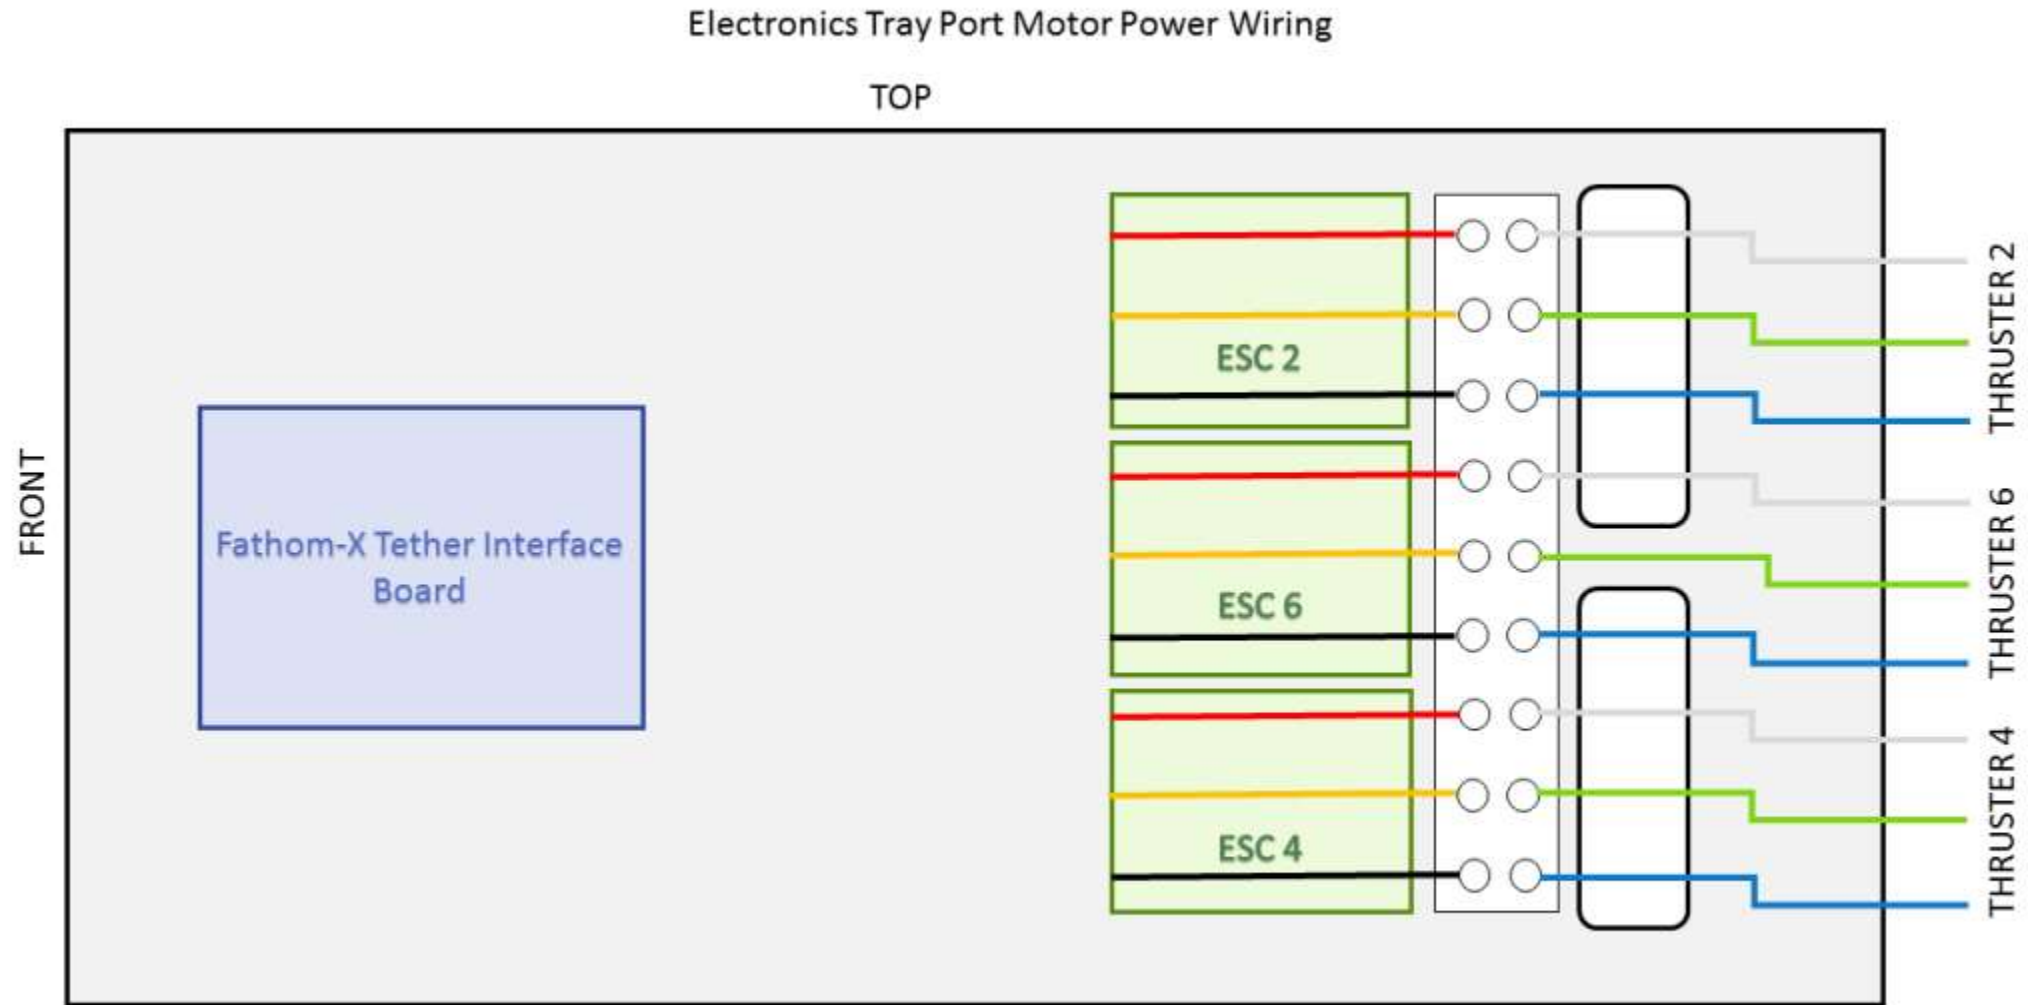 Electronics Tray Port Motor Power Wiring
TOP
FRONT
Fathom-X Tether Interface
Board
ESC 2
ESC 6
ESC 4
THRUSTER 2
THRUSTER 6
THRUSTER 4